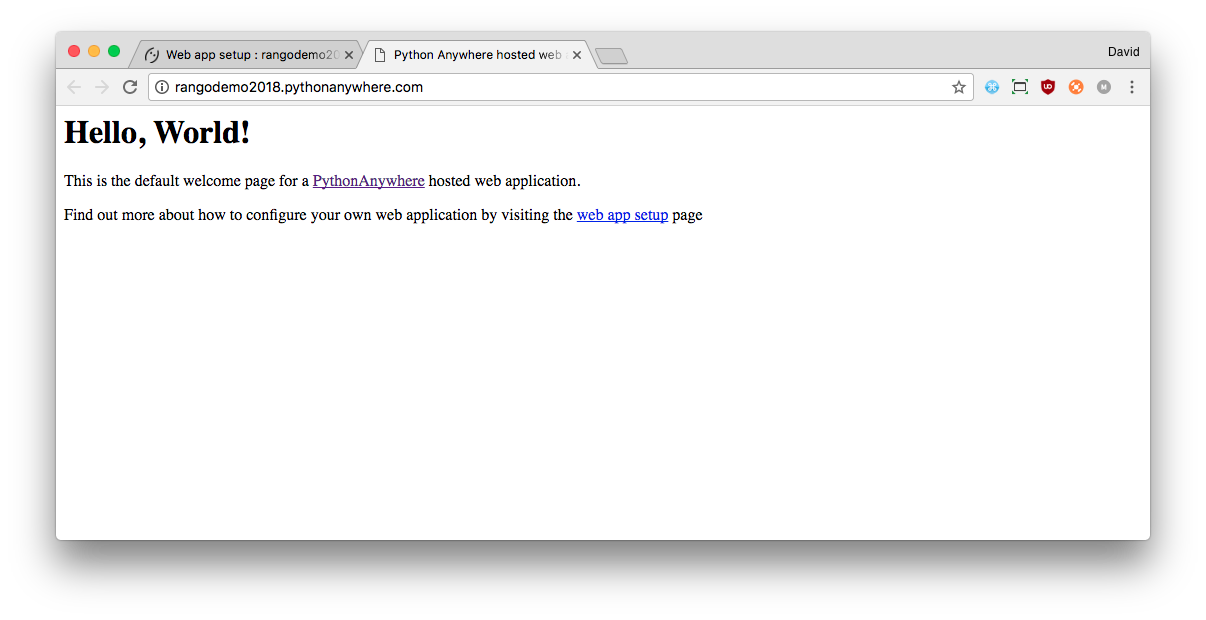 Web app setup : rangodemo20
Python Anywhere hosted web
David
rangodemo2018.pythonanywhere.com
UD
M
Hello, World!
This is the default welcome page for a PythonAnywhere hosted web application.
Find out more about how to configure your own web application by visiting the web app setup page